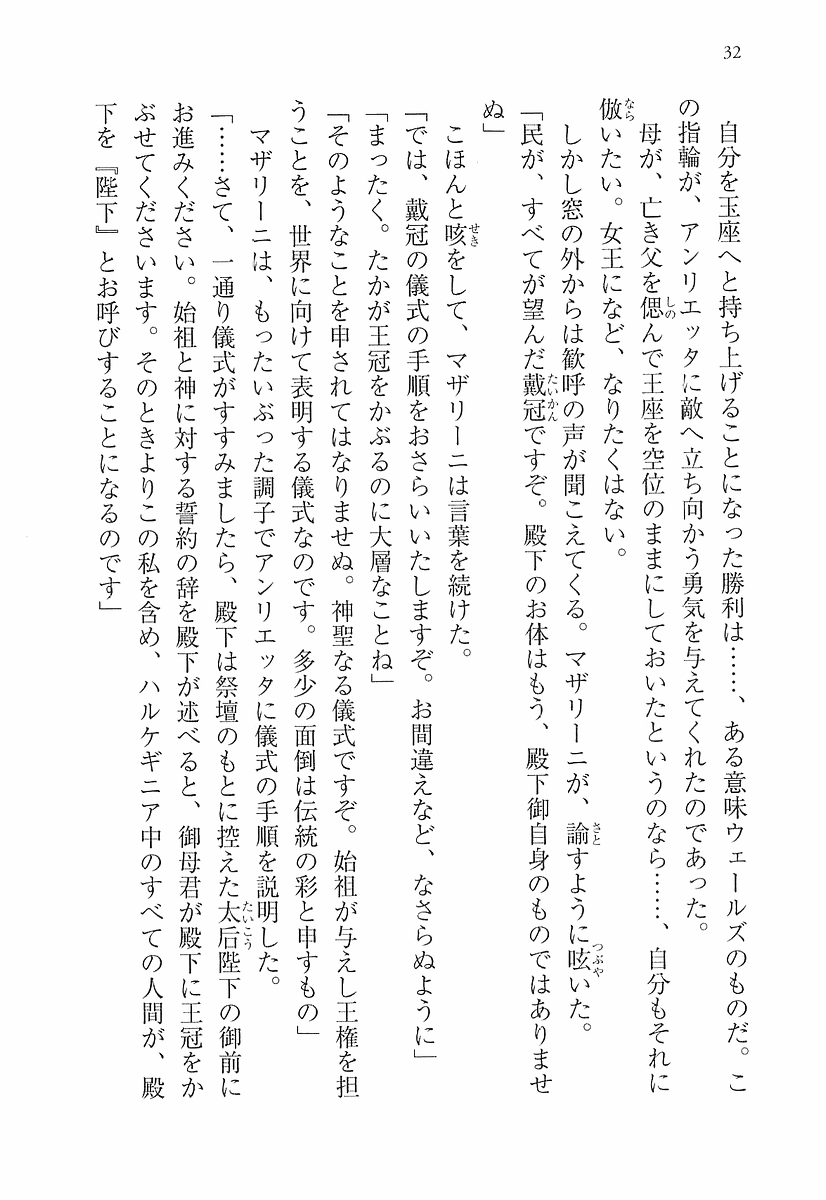 32
　自分を玉座へと持ち上げることになった勝利は……、ある意味ウェールズのものだ。こ
の指輪が、アンリエッタに敵へ立ち向かう勇気を与えてくれたのであった。
　母が、亡き父を偲んで王座を空位のままにしておいたというのなら……、自分もそれに
倣いたい。女王になど、なりたくはない。
　しかし窓の外からは歓呼の声が聞こえてくる。マザリーニが、諭すように呟いた。
「民が、すべてが望んだ戴冠ですぞ。殿下のお体はもう、殿下御自身のものではありませ
ぬ」
　こほんと咳をして、マザリーニは言葉を続けた。
「では、戴冠の儀式の手順をおさらいいたしますぞ。お間違えなど、なさらぬように」
「まったく。たかが王冠をかぶるのに大層なことね」
「そのようなことを申されてはなりませぬ。神聖なる儀式ですぞ。始祖が与えし王権を担
うことを、世界に向けて表明する儀式なのです。多少の面倒は伝統の彩と申すもの」
　マザリーニは、もったいぶった調子でアンリエッタに儀式の手順を説明した。
「……さて、一通り儀式がすすみましたら、殿下は祭壇のもとに控えた太后陛下の御前に
お進みください。始祖と神に対する誓約の辞を殿下が述べると、御母君が殿下に王冠をか
ぶせてくださいます。そのときよりこの私を含め、ハルケギニア中のすべての人間が、殿
下を『陛下』とお呼びすることになるのです」